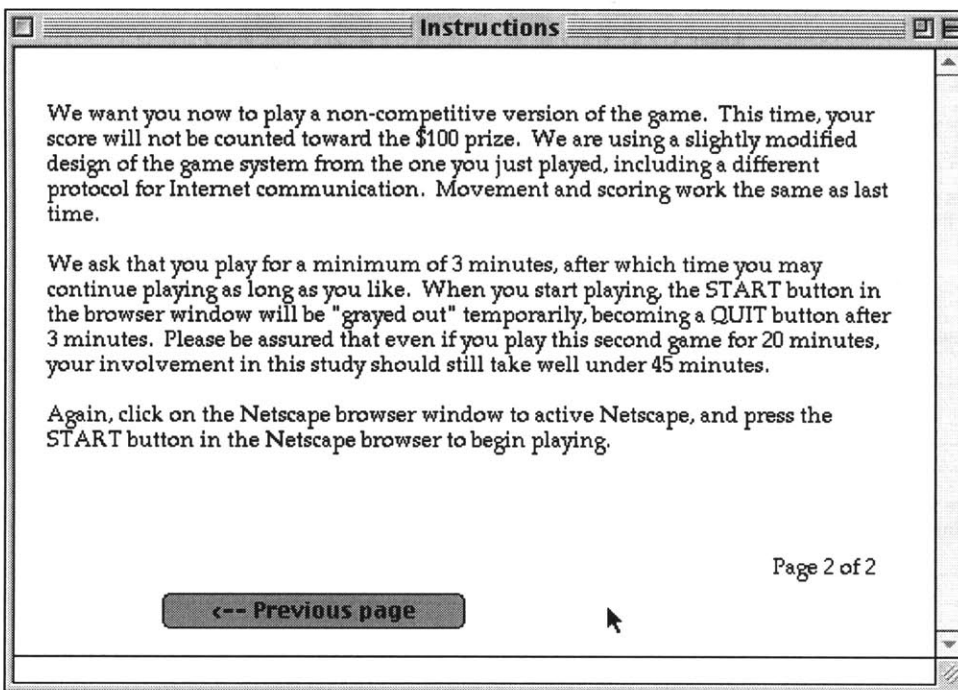 Instructions
We want you now to play a non-competitive version of the game. This time, your
score will not be counted toward the $100 prize. We are using a slightly modified
design of the game system from the one you just played, including a different
protocol for Internet communication. Movement and scoring work the same as last
time.
We ask that you play for a minimum of 3 minutes, after which time you may
continue playing as long as you like. When you start playing, the START button in
the browser window will be "grayed out" temporarily, becoming a QUIT button after
3 minutes. Please be assured that even if you play this second game for 20 minutes,
your involvement in this study should still take well under 45 minutes.
Again, click on the Netscape browser window to active Netscape, and press the
START button in the Netscape browser to begin playing.
Page 2 of 2
<-- Previous page